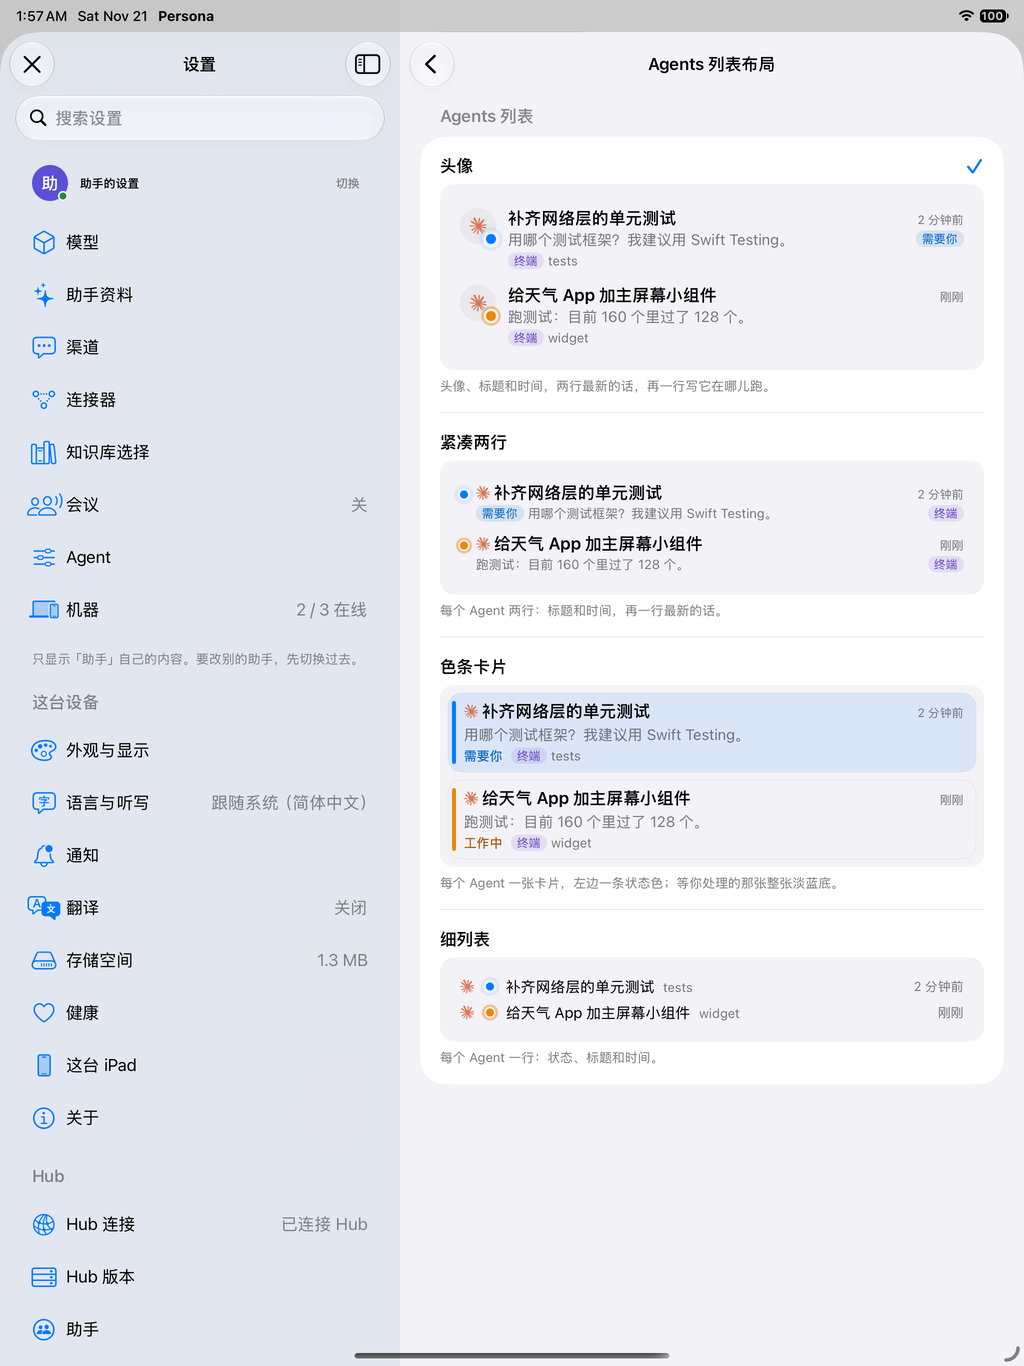 1:57 AM Sat Nov 21 Persona
100
设置
搜索设置
助 助手的设置 切换
模型
助手资料
渠道
连接器
知识库选择
会议 关
Agent
机器 2 / 3 在线
只显示「助手」自己的内容。要改别的助手，先切换过去。
这台设备
外观与显示
字 语言与听写 跟随系统（简体中文）
通知
A 文 翻译 关闭
存储空间 1.3 MB
健康
这台 iPad
关于
Hub
Hub 连接 已连接 Hub
Hub 版本
助手
Agents 列表布局
Agents 列表
头像
补齐网络层的单元测试 2 分钟前
用哪个测试框架？我建议用 Swift Testing。 需要你
终端 tests
给天气 App 加主屏幕小组件 刚刚
跑测试：目前 160 个里过了 128 个。
终端 widget
头像、标题和时间，两行最新的话，再一行写它在哪儿跑。
紧凑两行
补齐网络层的单元测试 2 分钟前
需要你 用哪个测试框架？我建议用 Swift Testing。 终端
给天气 App 加主屏幕小组件 刚刚
跑测试：目前 160 个里过了 128 个。 终端
每个 Agent 两行：标题和时间，再一行最新的话。
色条卡片
补齐网络层的单元测试 2 分钟前
用哪个测试框架？我建议用 Swift Testing。
需要你 终端 tests
给天气 App 加主屏幕小组件 刚刚
跑测试：目前 160 个里过了 128 个。
工作中 终端 widget
每个 Agent 一张卡片，左边一条状态色；等你处理的那张整张淡蓝底。
细列表
补齐网络层的单元测试 tests 2 分钟前
给天气 App 加主屏幕小组件 widget 刚刚
每个 Agent 一行：状态、标题和时间。